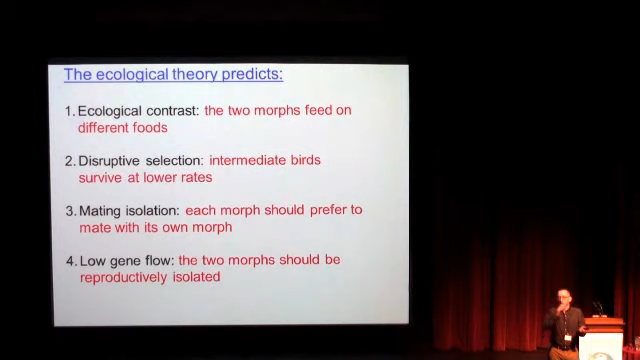 The ecological theory predicts:
1. Ecological contrast: the two morphs feed on
different foods
2. Disruptive selection: intermediate birds
survive at lower rates
3. Mating isolation: each morph should prefer to
mate with its own morph
4. Low gene flow: the two morphs should be
reproductively isolated